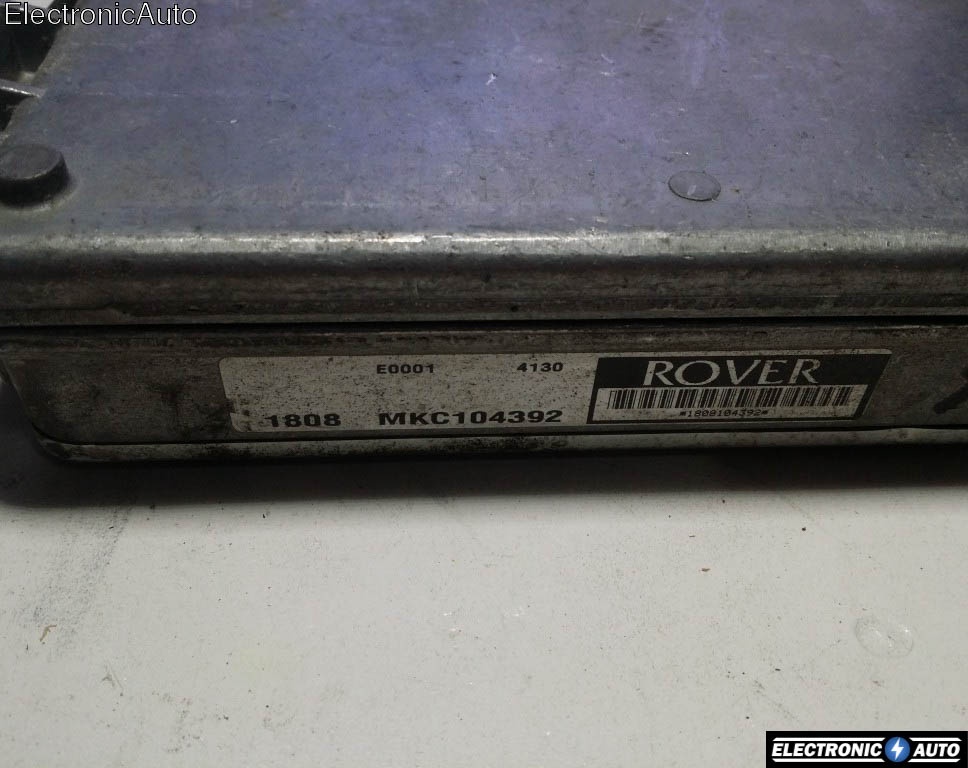 ElectronicAuto
E0001 4130
ROVER
1808 MKC104392
*1808104392*
ELECTRONIC AUTO